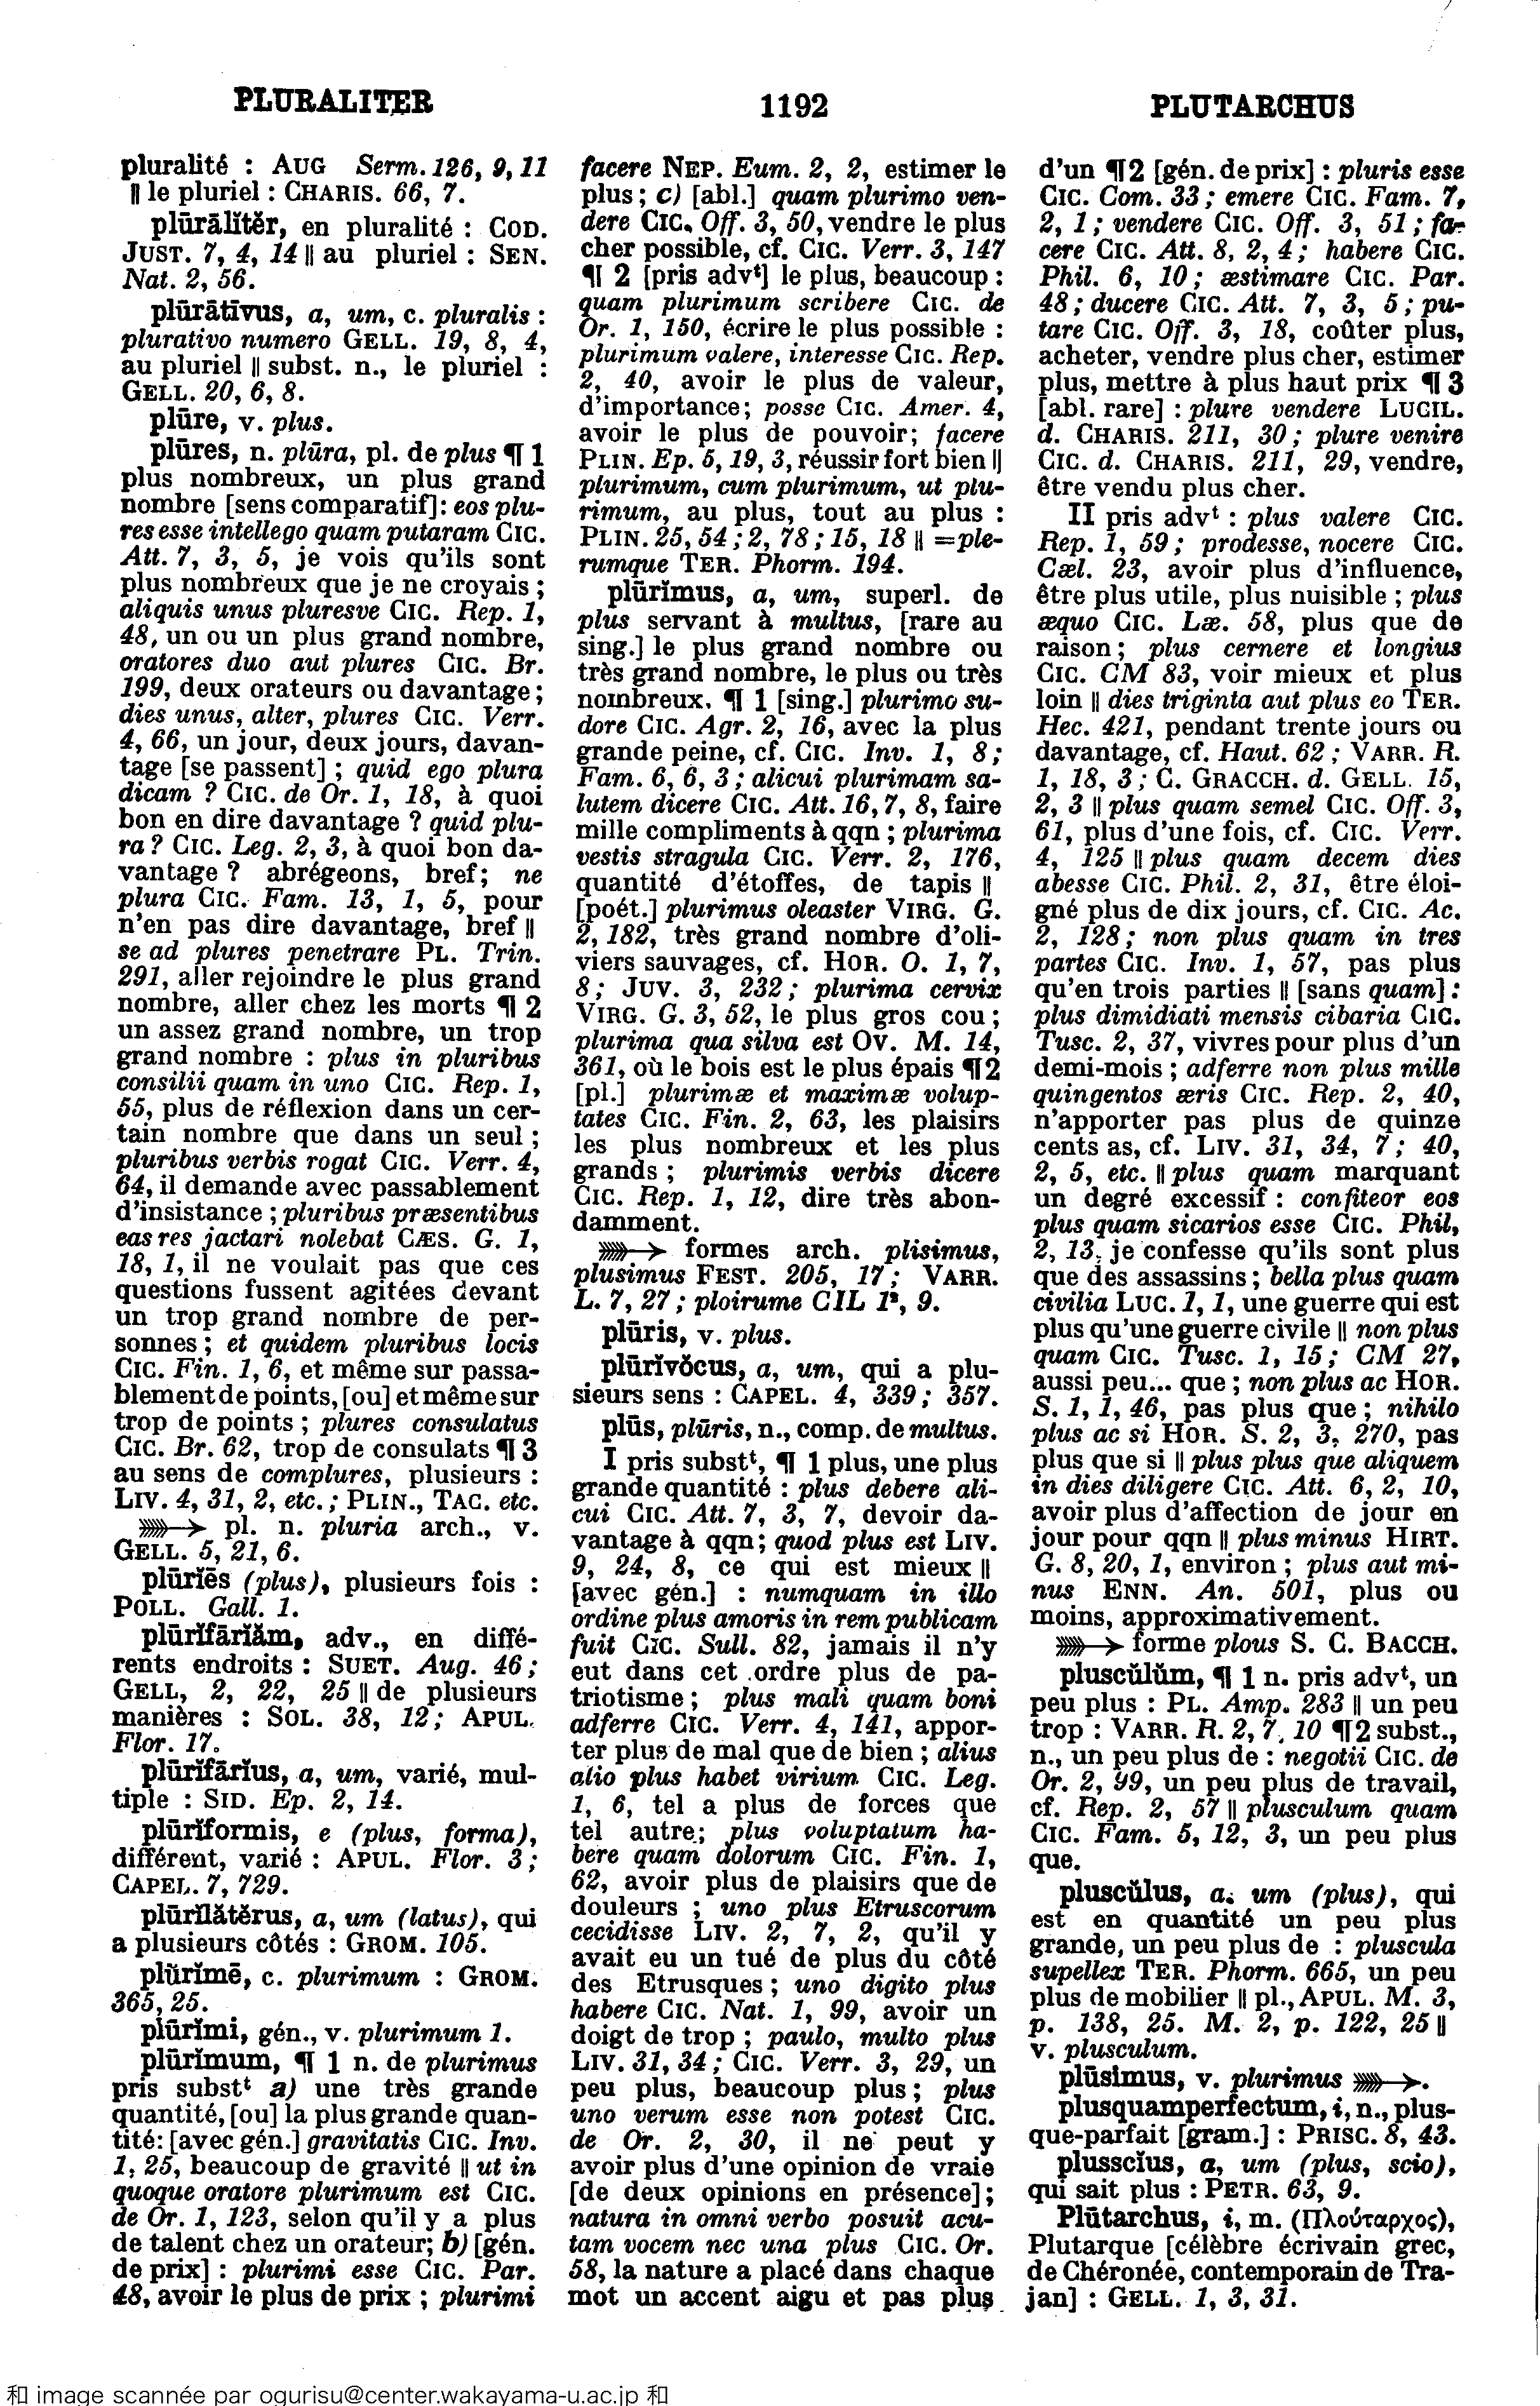 PLURALITER
1192
PLUTARCHUS
pluralité : AUG Serm. 126, 9, 11
‖ le pluriel : CHARIS. 66, 7.
plūrālĭtĕr, en pluralité : COD.
JUST. 7, 4, 14 ‖ au pluriel : SEN.
Nat. 2, 56.
plūrātīvus, a, um, c. pluralis :
plurativo numero GELL. 19, 8, 4,
au pluriel ‖ subst. n., le pluriel :
GELL. 20, 6, 8.
plūre, v. plus.
plūres, n. plūra, pl. de plus ¶ 1
plus nombreux, un plus grand
nombre [sens comparatif]: eos plu-
res esse intellego quam putaram CIC.
Att. 7, 3, 5, je vois qu'ils sont
plus nombreux que je ne croyais ;
aliquis unus pluresve CIC. Rep. 1,
48, un ou un plus grand nombre,
oratores duo aut plures CIC. Br.
199, deux orateurs ou davantage ;
dies unus, alter, plures CIC. Verr.
4, 66, un jour, deux jours, davan-
tage [se passent] ; quid ego plura
dicam ? CIC. de Or. 1, 18, à quoi
bon en dire davantage ? quid plu-
ra ? CIC. Leg. 2, 3, à quoi bon da-
vantage ? abrégeons, bref ; ne
plura CIC. Fam. 13, 1, 5, pour
n'en pas dire davantage, bref ‖
se ad plures penetrare PL. Trin.
291, aller rejoindre le plus grand
nombre, aller chez les morts ¶ 2
un assez grand nombre, un trop
grand nombre : plus in pluribus
consilii quam in uno CIC. Rep. 1,
55, plus de réflexion dans un cer-
tain nombre que dans un seul ;
pluribus verbis rogat CIC. Verr. 4,
64, il demande avec passablement
d'insistance ; pluribus præsentibus
eas res jactari nolebat CÆS. G. 1,
18, 1, il ne voulait pas que ces
questions fussent agitées devant
un trop grand nombre de per-
sonnes ; et quidem pluribus locis
CIC. Fin. 1, 6, et même sur passa-
blement de points, [ou] et même sur
trop de points ; plures consulatus
CIC. Br. 62, trop de consulats ¶ 3
au sens de complures, plusieurs :
LIV. 4, 31, 2, etc. ; PLIN., TAC. etc.
⤐ pl. n. pluria arch., v.
GELL. 5, 21, 6.
plūrĭēs (plus), plusieurs fois :
POLL. Gall. 1.
plūrĭfārĭăm, adv., en diffé-
rents endroits : SUET. Aug. 46 ;
GELL, 2, 22, 25 ‖ de plusieurs
manières : SOL. 38, 12 ; APUL.
Flor. 17.
plūrĭfārĭus, a, um, varié, mul-
tiple : SID. Ep. 2, 14.
plūrĭformis, e (plus, forma),
différent, varié : APUL. Flor. 3 ;
CAPEL. 7, 729.
plūrĭlătĕrus, a, um (latus), qui
a plusieurs côtés : GROM. 105.
plūrĭmē, c. plurimum : GROM.
365, 25.
plūrĭmi, gén., v. plurimum 1.
plūrĭmum, ¶ 1 n. de plurimus
pris substᵗ a) une très grande
quantité, [ou] la plus grande quan-
tité: [avec gén.] gravitatis CIC. Inv.
1, 25, beaucoup de gravité ‖ ut in
quoque oratore plurimum est CIC.
de Or. 1, 123, selon qu'il y a plus
de talent chez un orateur; b) [gén.
de prix] : plurimi esse CIC. Par.
48, avoir le plus de prix ; plurimi
facere NEP. Eum. 2, 2, estimer le
plus ; c) [abl.] quam plurimo ven-
dere CIC. Off. 3, 50, vendre le plus
cher possible, cf. CIC. Verr. 3, 147
¶ 2 [pris advᵗ] le plus, beaucoup :
quam plurimum scribere CIC. de
Or. 1, 150, écrire le plus possible :
plurimum valere, interesse CIC. Rep.
2, 40, avoir le plus de valeur,
d'importance; posse CIC. Amer. 4,
avoir le plus de pouvoir; facere
PLIN. Ep. 5, 19, 3, réussir fort bien ‖
plurimum, cum plurimum, ut plu-
rimum, au plus, tout au plus :
PLIN. 25, 54 ; 2, 78 ; 15, 18 ‖ =ple-
rumque TER. Phorm. 194.
plūrĭmus, a, um, superl. de
plus servant à multus, [rare au
sing.] le plus grand nombre ou
très grand nombre, le plus ou très
nombreux. ¶ 1 [sing.] plurimo su-
dore CIC. Agr. 2, 16, avec la plus
grande peine, cf. CIC. Inv. 1, 8 ;
Fam. 6, 6, 3 ; alicui plurimam sa-
lutem dicere CIC. Att. 16, 7, 8, faire
mille compliments à qqn ; plurima
vestis stragula CIC. Verr. 2, 176,
quantité d'étoffes, de tapis ‖
[poét.] plurimus oleaster VIRG. G.
2, 182, très grand nombre d'oli-
viers sauvages, cf. HOR. O. 1, 7,
8 ; JUV. 3, 232 ; plurima cervix
VIRG. G. 3, 52, le plus gros cou ;
plurima qua silva est OV. M. 14,
361, où le bois est le plus épais ¶ 2
[pl.] plurimæ et maximæ volup-
tates CIC. Fin. 2, 63, les plaisirs
les plus nombreux et les plus
grands ; plurimis verbis dicere
CIC. Rep. 1, 12, dire très abon-
damment.
⤐ formes arch. plisimus,
plusimus FEST. 205, 17 ; VARR.
L. 7, 27 ; ploirume CIL 1², 9.
plūris, v. plus.
plūrĭvŏcus, a, um, qui a plu-
sieurs sens : CAPEL. 4, 339 ; 357.
plūs, plūris, n., comp. de multus.
I pris substᵗ, ¶ 1 plus, une plus
grande quantité : plus debere ali-
cui CIC. Att. 7, 3, 7, devoir da-
vantage à qqn ; quod plus est LIV.
9, 24, 8, ce qui est mieux ‖
[avec gén.] : numquam in illo
ordine plus amoris in rem publicam
fuit CIC. Sull. 82, jamais il n'y
eut dans cet ordre plus de pa-
triotisme ; plus mali quam boni
adferre CIC. Verr. 4, 141, appor-
ter plus de mal que de bien ; alius
alio plus habet virium CIC. Leg.
1, 6, tel a plus de forces que
tel autre; plus voluptatum ha-
bere quam dolorum CIC. Fin. 1,
62, avoir plus de plaisirs que de
douleurs ; uno plus Etruscorum
cecidisse LIV. 2, 7, 2, qu'il y
avait eu un tué de plus du côté
des Etrusques ; uno digito plus
habere CIC. Nat. 1, 99, avoir un
doigt de trop ; paulo, multo plus
LIV. 31, 34 ; CIC. Verr. 3, 29, un
peu plus, beaucoup plus ; plus
uno verum esse non potest CIC.
de Or. 2, 30, il ne peut y
avoir plus d'une opinion de vraie
[de deux opinions en présence] ;
natura in omni verbo posuit acu-
tam vocem nec una plus CIC. Or.
58, la nature a placé dans chaque
mot un accent aigu et pas plus
d'un ¶ 2 [gén. de prix] : pluris esse
CIC. Com. 33 ; emere CIC. Fam. 7,
2, 1 ; vendere CIC. Off. 3, 51 ; fa-
cere CIC. Att. 8, 2, 4 ; habere CIC.
Phil. 6, 10 ; æstimare CIC. Par.
48 ; ducere CIC. Att. 7, 3, 5 ; pu-
tare CIC. Off. 3, 18, coûter plus,
acheter, vendre plus cher, estimer
plus, mettre à plus haut prix ¶ 3
[abl. rare] : plure vendere LUCIL.
d. CHARIS. 211, 30 ; plure venire
CIC. d. CHARIS. 211, 29, vendre,
être vendu plus cher.
II pris advᵗ : plus valere CIC.
Rep. 1, 59 ; prodesse, nocere CIC.
Cæl. 23, avoir plus d'influence,
être plus utile, plus nuisible ; plus
æquo CIC. Læ. 58, plus que de
raison ; plus cernere et longius
CIC. CM 83, voir mieux et plus
loin ‖ dies triginta aut plus eo TER.
Hec. 421, pendant trente jours ou
davantage, cf. Haut. 62 ; VARR. R.
1, 18, 3 ; C. GRACCH. d. GELL. 15,
2, 3 ‖ plus quam semel CIC. Off. 3,
61, plus d'une fois, cf. CIC. Verr.
4, 125 ‖ plus quam decem dies
abesse CIC. Phil. 2, 31, être éloi-
gné plus de dix jours, cf. CIC. Ac.
2, 128 ; non plus quam in tres
partes CIC. Inv. 1, 57, pas plus
qu'en trois parties ‖ [sans quam] :
plus dimidiati mensis cibaria CIC.
Tusc. 2, 37, vivres pour plus d'un
demi-mois ; adferre non plus mille
quingentos æris CIC. Rep. 2, 40,
n'apporter pas plus de quinze
cents as, cf. LIV. 31, 34, 7 ; 40,
2, 5, etc. ‖ plus quam marquant
un degré excessif : confiteor eos
plus quam sicarios esse CIC. Phil,
2, 13, je confesse qu'ils sont plus
que des assassins ; bella plus quam
civilia LUC. 1, 1, une guerre qui est
plus qu'une guerre civile ‖ non plus
quam CIC. Tusc. 1, 15 ; CM 27,
aussi peu... que ; non plus ac HOR.
S. 1, 1, 46, pas plus que ; nihilo
plus ac si HOR. S. 2, 3, 270, pas
plus que si ‖ plus plus que aliquem
in dies diligere CIC. Att. 6, 2, 10,
avoir plus d'affection de jour en
jour pour qqn ‖ plus minus HIRT.
G. 8, 20, 1, environ ; plus aut mi-
nus ENN. An. 501, plus ou
moins, approximativement.
⤐ forme plous S. C. BACCH.
pluscŭlŭm, ¶ 1 n. pris advᵗ, un
peu plus : PL. Amp. 283 ‖ un peu
trop : VARR. R. 2, 7, 10 ¶ 2 subst.,
n., un peu plus de : negotii CIC. de
Or. 2, 99, un peu plus de travail,
cf. Rep. 2, 57 ‖ plusculum quam
CIC. Fam. 5, 12, 3, un peu plus
que.
pluscŭlus, a, um (plus), qui
est en quantité un peu plus
grande, un peu plus de : pluscula
supellex TER. Phorm. 665, un peu
plus de mobilier ‖ pl., APUL. M. 3,
p. 138, 25. M. 2, p. 122, 25 ‖
v. plusculum.
plūsimus, v. plurimus ⤐.
plusquamperfectum, i, n., plus-
que-parfait [gram.] : PRISC. 8, 43.
plusscĭus, a, um (plus, scio),
qui sait plus : PETR. 63, 9.
Plūtarchus, i, m. (Πλούταρχος),
Plutarque [célèbre écrivain grec,
de Chéronée, contemporain de Tra-
jan] : GELL. 1, 3, 31.
和 image scannée par ogurisu@center.wakayama-u.ac.jp 和